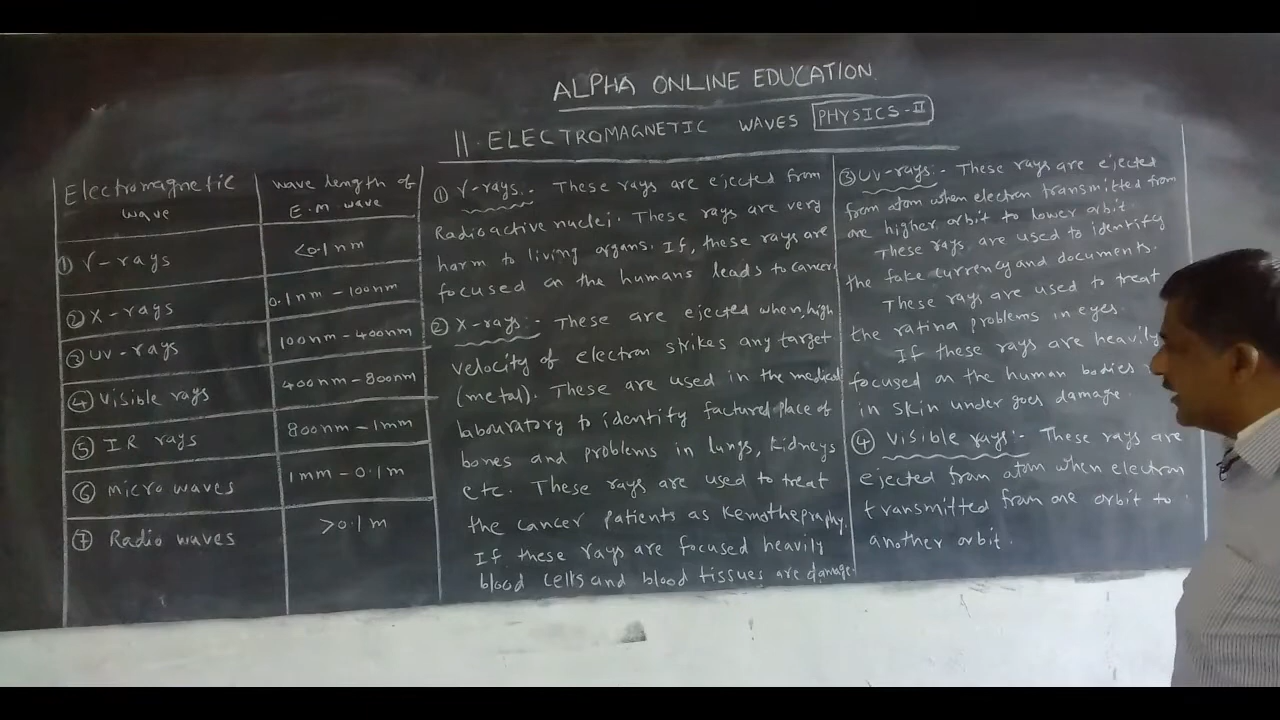 ALPHA ONLINE EDUCATION
11. ELECTROMAGNETIC WAVES PHYSICS-II
Electromagnetic wave
wave length of E.M wave
① γ-rays
<0.1nm
② X-rays
0.1nm - 100nm
③ UV-rays
100nm - 400nm
④ Visible rays
400nm - 800nm
⑤ IR rays
800nm - 1mm
⑥ micro waves
1mm - 0.1m
⑦ Radio waves
>0.1m
① γ-rays:- These rays are ejected from
Radioactive nuclei. These rays are very
harm to living organs. If, these rays are
focused on the humans leads to cancer.
② X-rays:- These are ejected when high
velocity of electron strikes any target
(metal). These are used in the medical
labouratory to identify factured place of
bones and problems in lungs, kidneys
etc. These rays are used to treat
the cancer patients as Kemothepraphy.
If these rays are focused heavily
blood cells and blood tissues are damage.
③ UV-rays:- These rays are ejected
form atom when electron transmitted from
one higher orbit to lower orbit.
These rays are used to identify
the fake currency and documents.
These rays are used to treat
the ratina problems in eyes.
If these rays are heavily
focused on the human bodies
in skin under goes damage.
④ Visible rays:- These rays are
ejected from atom when electron
transmitted from one orbit to
another orbit.